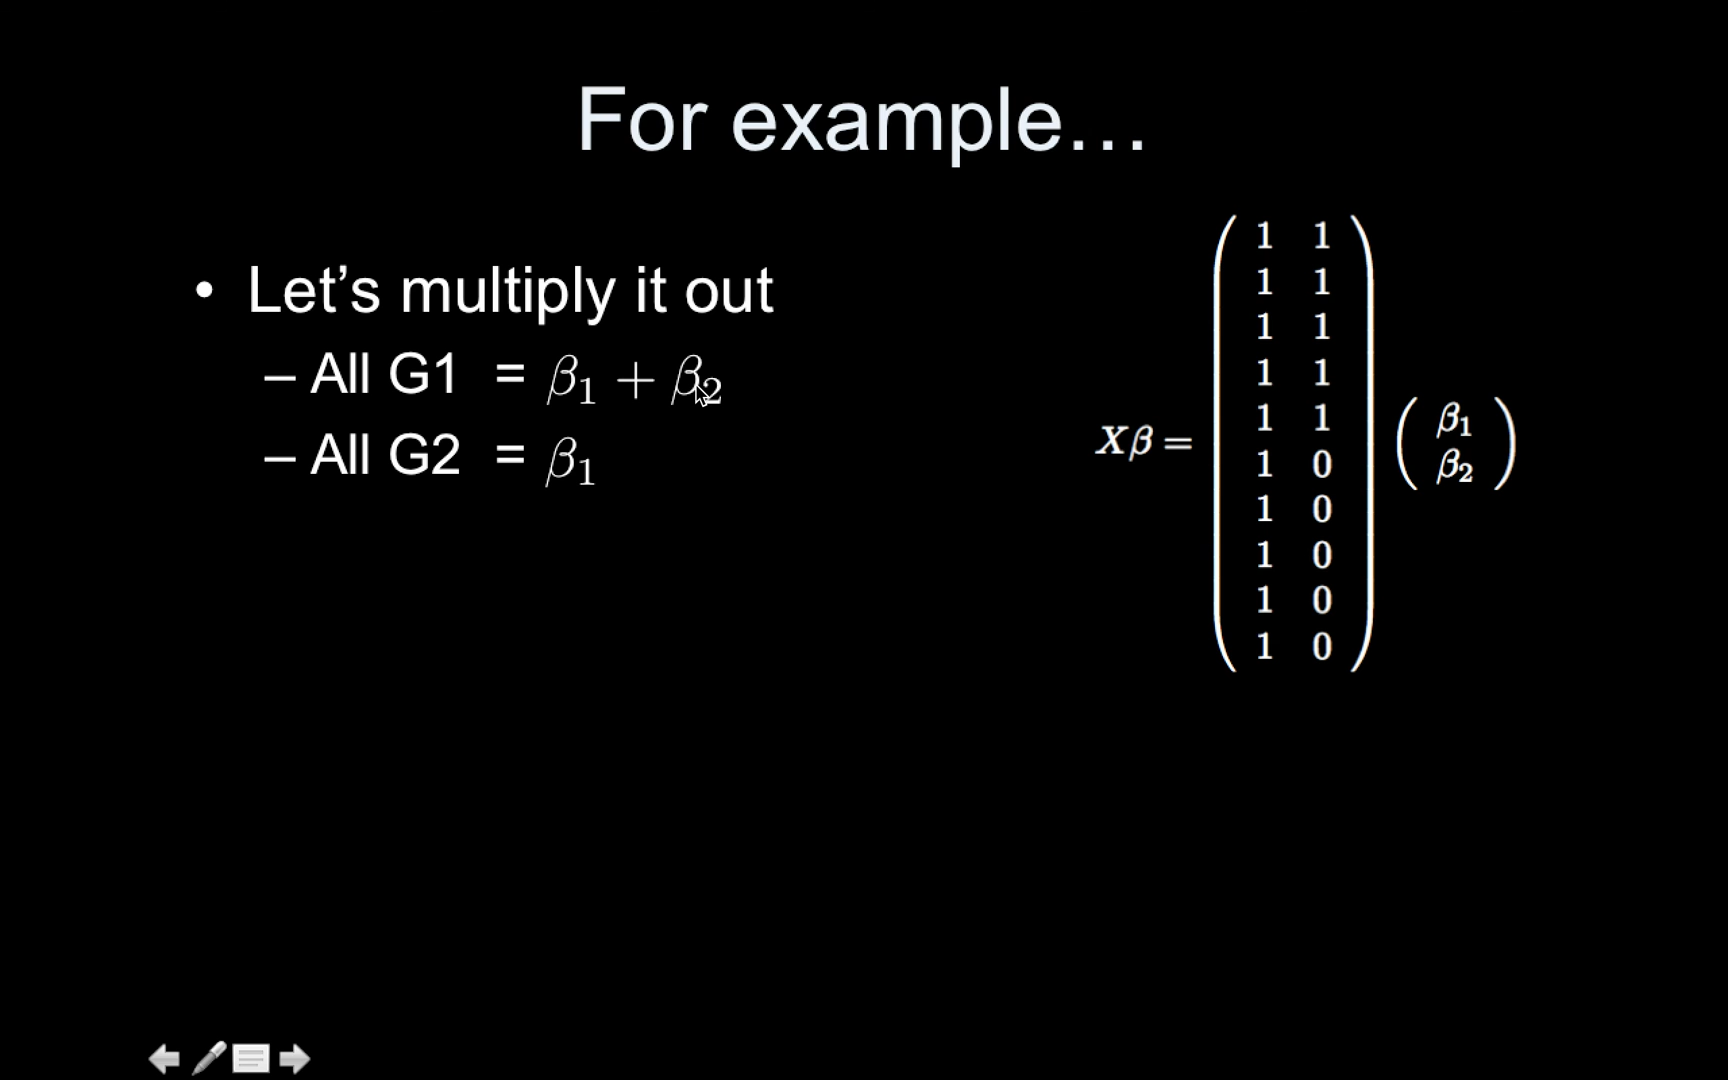 For example…
• Let’s multiply it out
– All G1 = β₁ + β₂
– All G2 = β₁
1 1
1 1
1 1
1 1
1 1
Xβ = 1 0 β₁
1 0 β₂
1 0
1 0
1 0